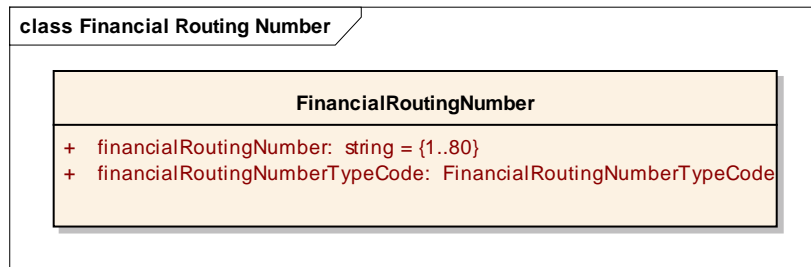 class Financial Routing Number
FinancialRoutingNumber
+ financialRoutingNumber: string = {1..80}
+ financialRoutingNumberTypeCode: FinancialRoutingNumberTypeCode